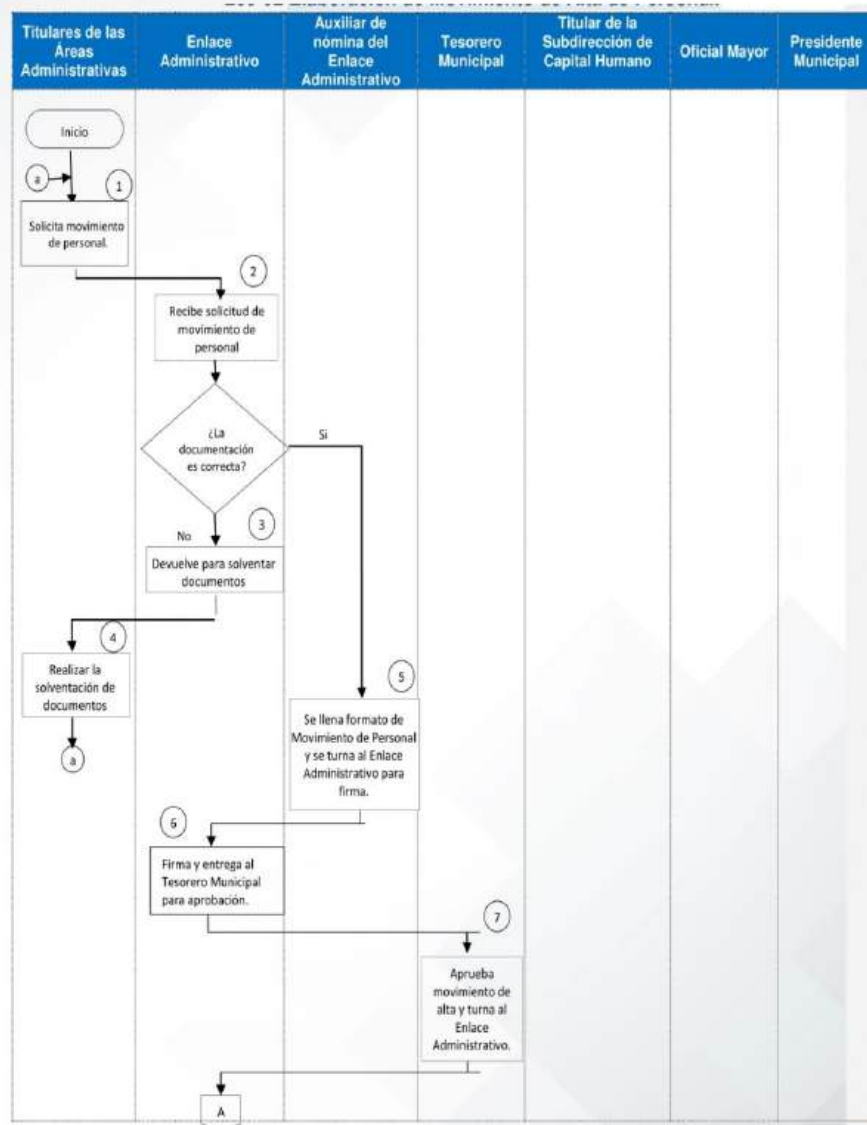 Titulares de las
Áreas
Administrativas
Enlace
Administrativo
Auxiliar de
nómina del
Enlace
Administrativo
Tesorero
Municipal
Titular de la
Subdirección de
Capital Humano
Oficial Mayor
Presidente
Municipal
Inicio
a
1
Solicita movimiento
de personal.
2
Recibe solicitud de
movimiento de
personal
¿La
documentación
es correcta?
Si
No
3
Devuelve para solventar
documentos
4
Realizar la
solventación de
documentos
a
5
Se llena formato de
Movimiento de Personal
y se turna al Enlace
Administrativo para
firma.
6
Firma y entrega al
Tesorero Municipal
para aprobación.
7
Aprueba
movimiento de
alta y turna al
Enlace
Administrativo.
A